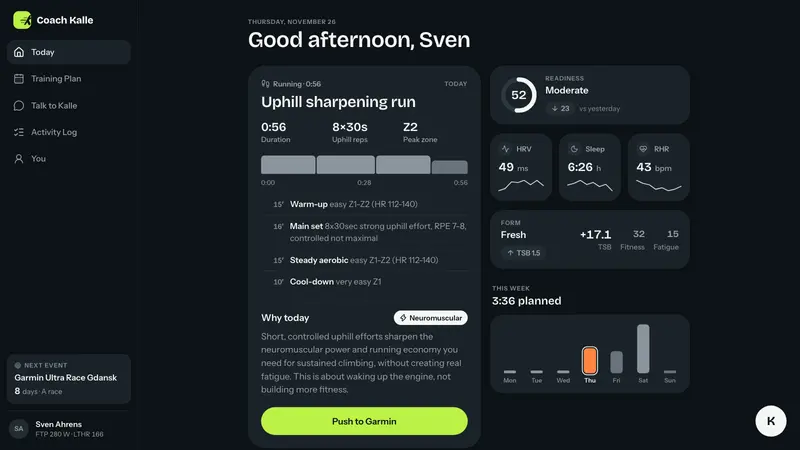 Coach Kalle
Today
Training Plan
Talk to Kalle
Activity Log
You
NEXT EVENT
Garmin Ultra Race Gdansk
8 days · A race
SA
Sven Ahrens
FTP 280 W · LTHR 166
THURSDAY, NOVEMBER 26
Good afternoon, Sven
Running · 0:56
TODAY
Uphill sharpening run
0:56 8×30s Z2
Duration Uphill reps Peak zone
0:00 0:28 0:56
15' Warm-up easy Z1-Z2 (HR 112-140)
16' Main set 8x30sec strong uphill effort, RPE 7-8,
controlled not maximal
15' Steady aerobic easy Z1-Z2 (HR 112-140)
10' Cool-down very easy Z1
Why today
Neuromuscular
Short, controlled uphill efforts sharpen the
neuromuscular power and running economy you
need for sustained climbing, without creating real
fatigue. This is about waking up the engine, not
building more fitness.
Push to Garmin
52
READINESS
Moderate
↓ 23 vs yesterday
HRV
49 ms
Sleep
6:26 h
RHR
43 bpm
FORM
Fresh
↑ TSB 1.5
+17.1 32 15
TSB Fitness Fatigue
THIS WEEK
3:36 planned
Mon Tue Wed Thu Fri Sat Sun
K